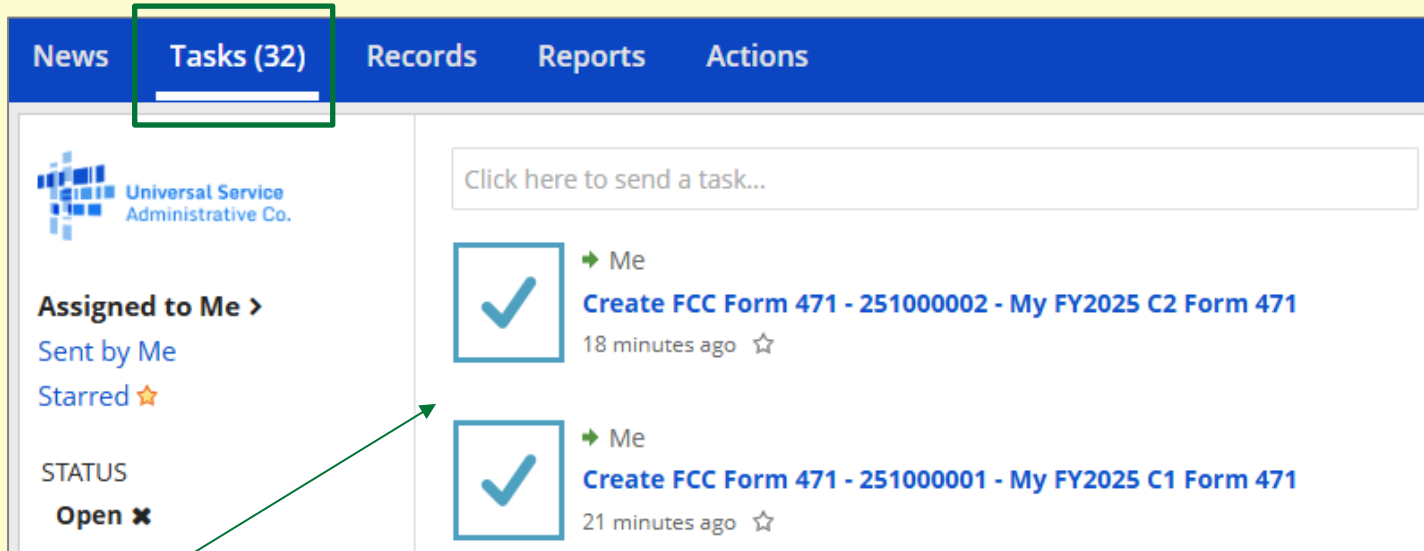 News Tasks (32) Records Reports Actions
Universal Service
Administrative Co.
Click here to send a task...
Me
Create FCC Form 471 - 251000002 - My FY2025 C2 Form 471
18 minutes ago
Assigned to Me >
Sent by Me
Starred
Me
Create FCC Form 471 - 251000001 - My FY2025 C1 Form 471
21 minutes ago
STATUS
Open ✖